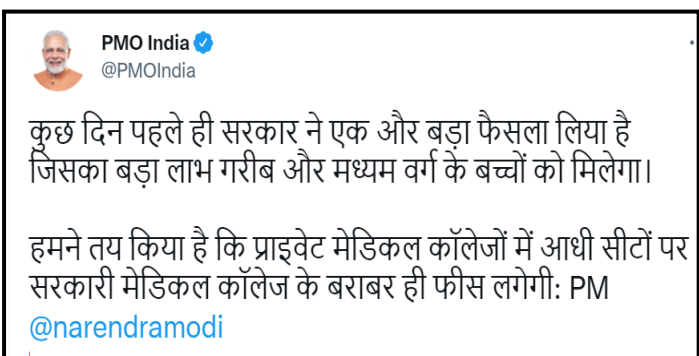 PMO India
@PMOIndia
कुछ दिन पहले ही सरकार ने एक और बड़ा फैसला लिया है
जिसका बड़ा लाभ गरीब और मध्यम वर्ग के बच्चों को मिलेगा।
हमने तय किया है कि प्राइवेट मेडिकल कॉलेजों में आधी सीटों पर
सरकारी मेडिकल कॉलेज के बराबर ही फीस लगेगी: PM
@narendramodi